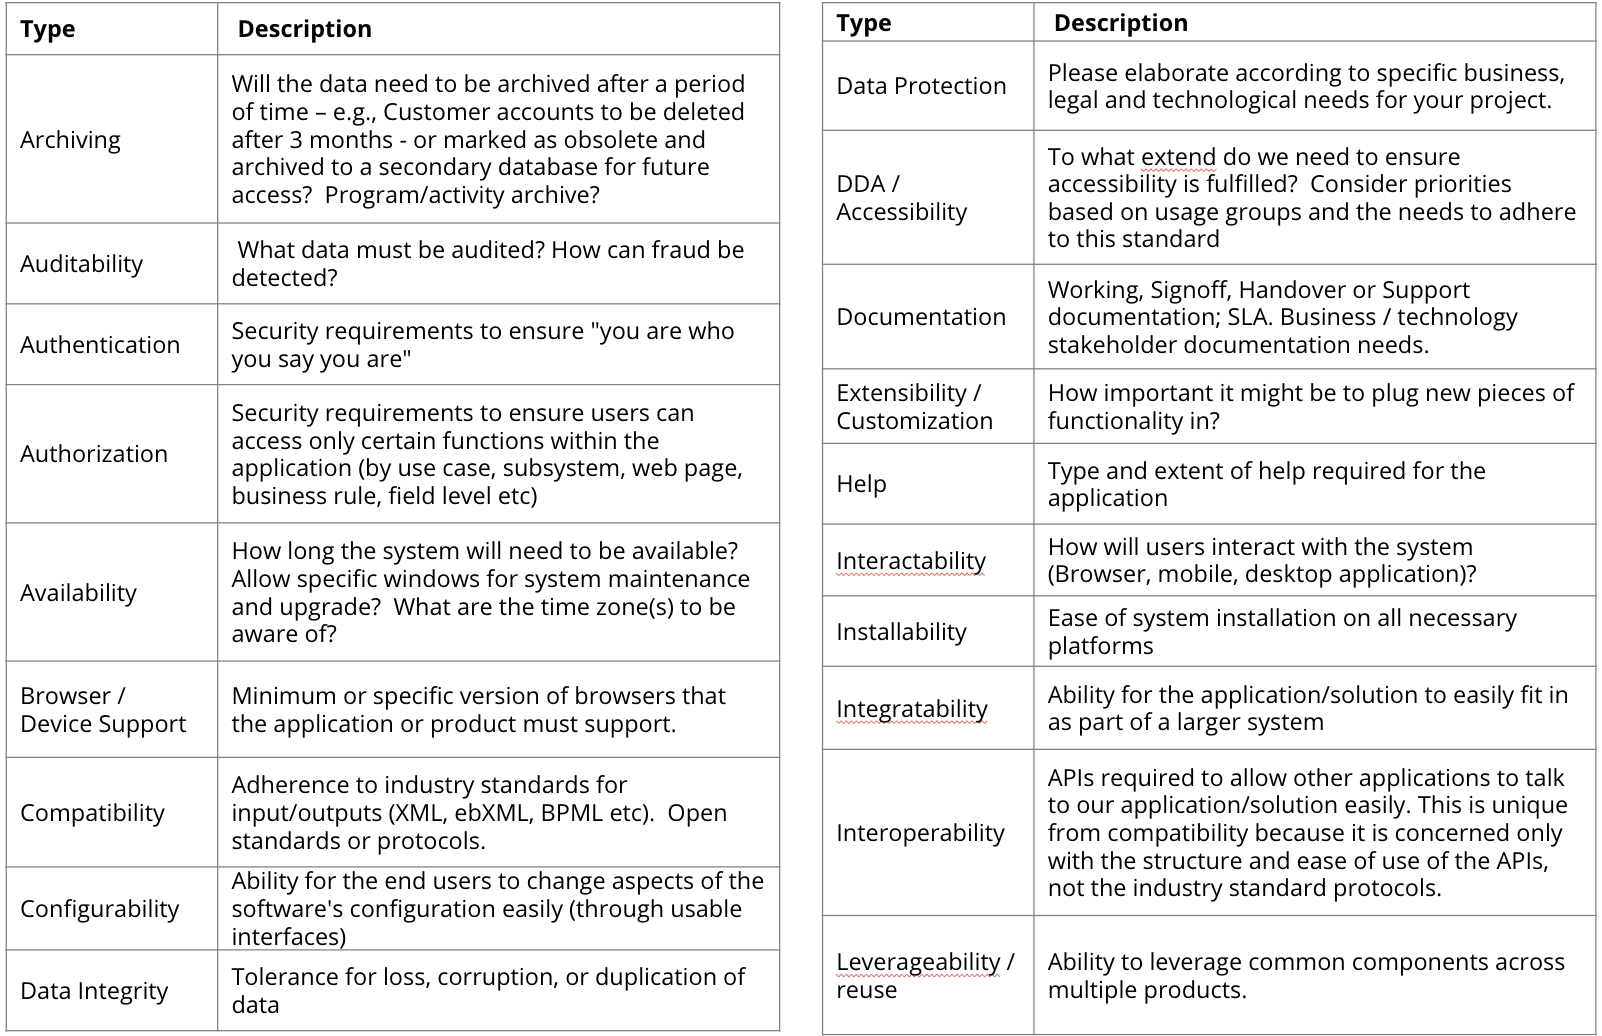 Type
Description
Archiving
Will the data need to be archived after a period
of time – e.g., Customer accounts to be deleted
after 3 months - or marked as obsolete and
archived to a secondary database for future
access?  Program/activity archive?
Auditability
What data must be audited? How can fraud be
detected?
Authentication
Security requirements to ensure "you are who
you say you are"
Authorization
Security requirements to ensure users can
access only certain functions within the
application (by use case, subsystem, web page,
business rule, field level etc)
Availability
How long the system will need to be available?
Allow specific windows for system maintenance
and upgrade?  What are the time zone(s) to be
aware of?
Browser /
Device Support
Minimum or specific version of browsers that
the application or product must support.
Compatibility
Adherence to industry standards for
input/outputs (XML, ebXML, BPML etc).  Open
standards or protocols.
Configurability
Ability for the end users to change aspects of the
software's configuration easily (through usable
interfaces)
Data Integrity
Tolerance for loss, corruption, or duplication of
data
Type
Description
Data Protection
Please elaborate according to specific business,
legal and technological needs for your project.
DDA /
Accessibility
To what extend do we need to ensure
accessibility is fulfilled?  Consider priorities
based on usage groups and the needs to adhere
to this standard
Documentation
Working, Signoff, Handover or Support
documentation; SLA. Business / technology
stakeholder documentation needs.
Extensibility /
Customization
How important it might be to plug new pieces of
functionality in?
Help
Type and extent of help required for the
application
Interactability
How will users interact with the system
(Browser, mobile, desktop application)?
Installability
Ease of system installation on all necessary
platforms
Integratability
Ability for the application/solution to easily fit in
as part of a larger system
Interoperability
APIs required to allow other applications to talk
to our application/solution easily. This is unique
from compatibility because it is concerned only
with the structure and ease of use of the APIs,
not the industry standard protocols.
Leverageability /
reuse
Ability to leverage common components across
multiple products.